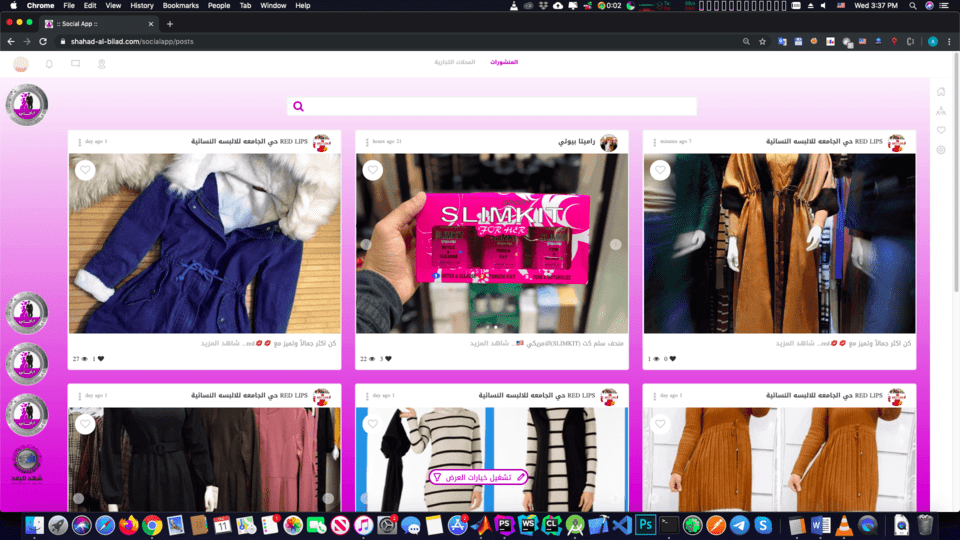 Chrome File Edit View History Bookmarks People Tab Window Help
0:02
Wed 3:37 PM
:: Social App ::
shahad-al-bilad.com/socialapp/posts
المنشورات
المحلات التجارية
1 day ago
RED LIPS حي الجامعه للالبسه النسائية
21 hours ago
راميتا بيوتي
7 minutes ago
RED LIPS حي الجامعه للالبسه النسائية
SLIMKIT
FOR HER
كن اكثر جمالاً وتميز مع 💋 💋red... شاهد المزيد
منحف سلم كت (SLIMKIT)الامريكي 🇺🇸... شاهد المزيد
كن اكثر جمالاً وتميز مع 💋 💋red... شاهد المزيد
27 1
22 3
1 0
1 day ago
RED LIPS حي الجامعه للالبسه النسائية
1 day ago
RED LIPS حي الجامعه للالبسه النسائية
1 day ago
RED LIPS حي الجامعه للالبسه النسائية
تشغيل خيارات العرض
شهد البلاد